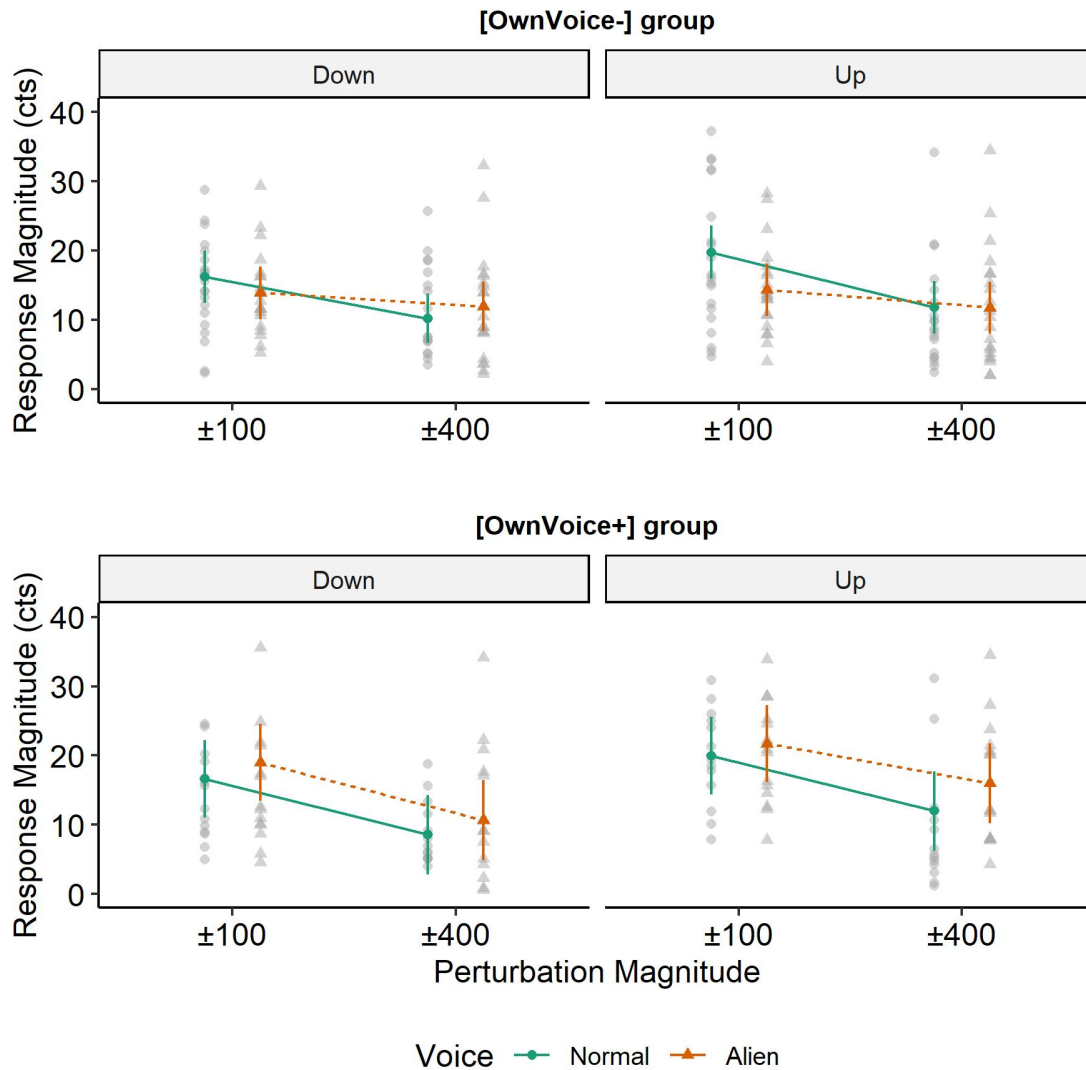 [OwnVoice-] group
Down Up
Response Magnitude (cts)
40
30
20
10
0
±100 ±400 ±100 ±400
[OwnVoice+] group
Down Up
Response Magnitude (cts)
40
30
20
10
0
±100 ±400 ±100 ±400
Perturbation Magnitude
Voice Normal Alien